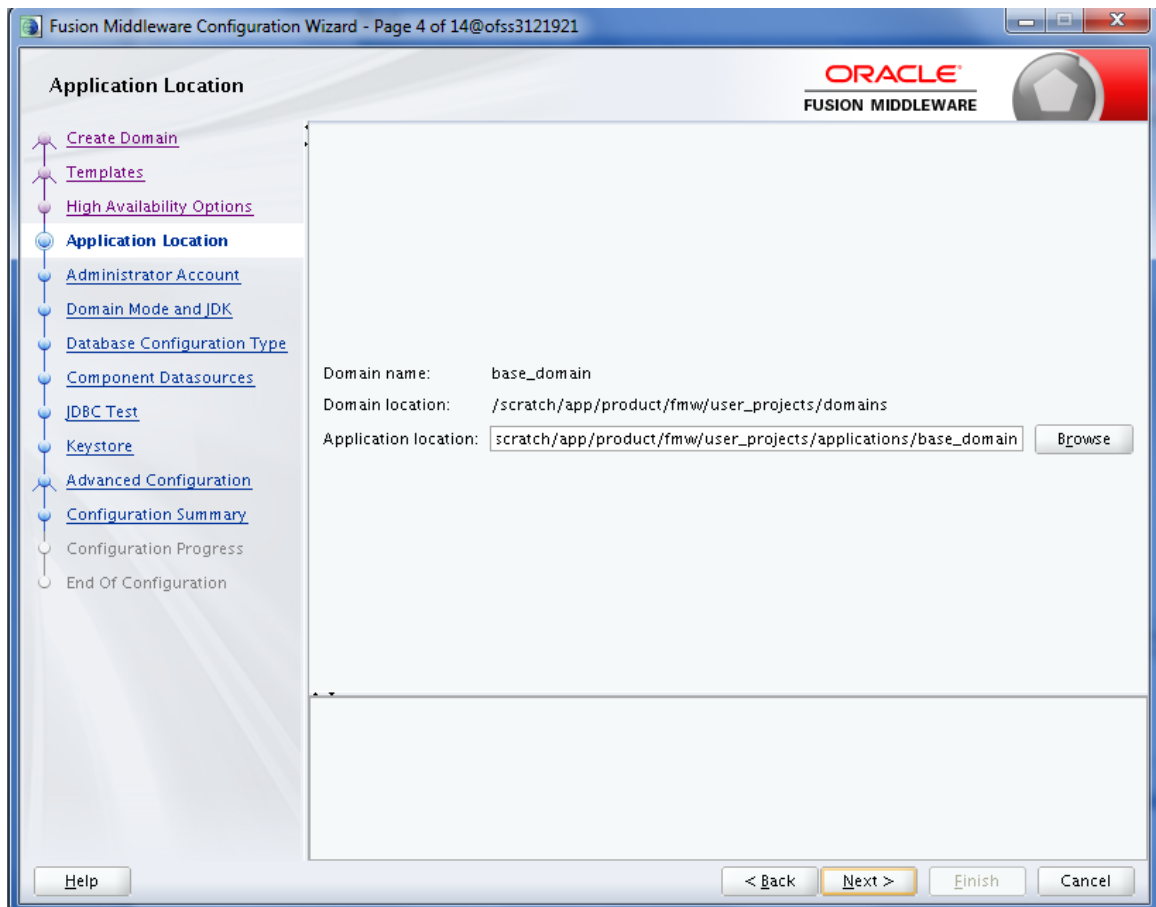 Fusion Middleware Configuration Wizard - Page 4 of 14@ofss3121921
Application Location
ORACLE
FUSION MIDDLEWARE
Create Domain
Templates
High Availability Options
Application Location
Administrator Account
Domain Mode and JDK
Database Configuration Type
Component Datasources
JDBC Test
Keystore
Advanced Configuration
Configuration Summary
Configuration Progress
End Of Configuration
Domain name: base_domain
Domain location: /scratch/app/product/fmw/user_projects/domains
Application location: scratch/app/product/fmw/user_projects/applications/base_domain Browse
Help < Back Next > Finish Cancel